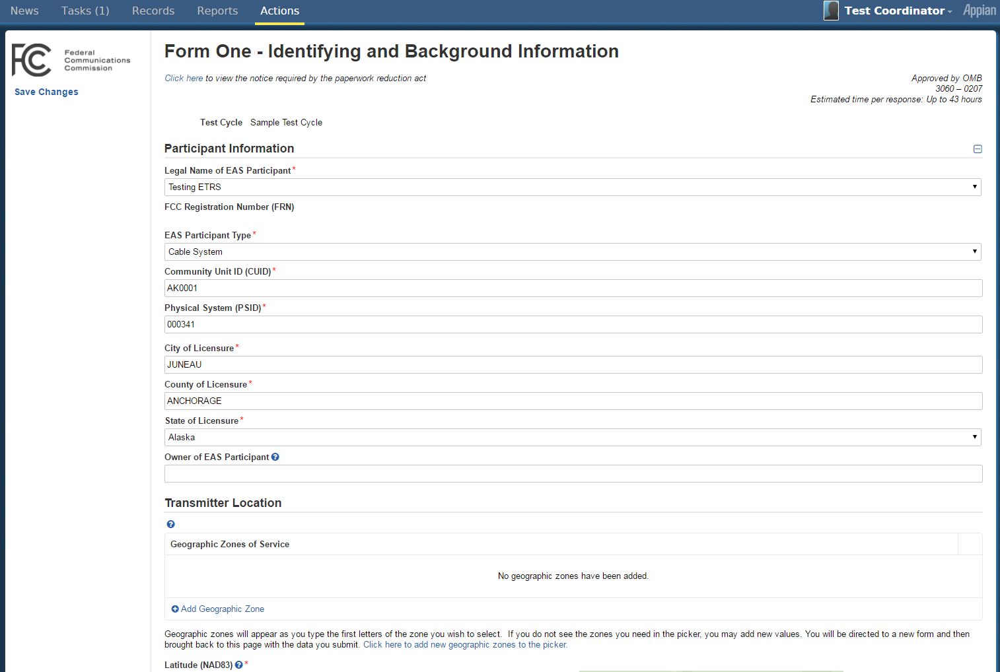 News Tasks (1) Records Reports Actions Test Coordinator Appian
FCC Federal
Communications
Commission
Save Changes
Form One - Identifying and Background Information
Click here to view the notice required by the paperwork reduction act
Approved by OMB
3060 – 0207
Estimated time per response: Up to 43 hours
Test Cycle Sample Test Cycle
Participant Information
Legal Name of EAS Participant*
Testing ETRS
FCC Registration Number (FRN)
EAS Participant Type*
Cable System
Community Unit ID (CUID)*
AK0001
Physical System (PSID)*
000341
City of Licensure*
JUNEAU
County of Licensure*
ANCHORAGE
State of Licensure*
Alaska
Owner of EAS Participant ?
Transmitter Location
?
Geographic Zones of Service
No geographic zones have been added.
Add Geographic Zone
Geographic zones will appear as you type the first letters of the zone you wish to select. If you do not see the zones you need in the picker, you may add new values. You will be directed to a new form and then
brought back to this page with the data you submit. Click here to add new geographic zones to the picker.
Latitude (NAD83) ? *